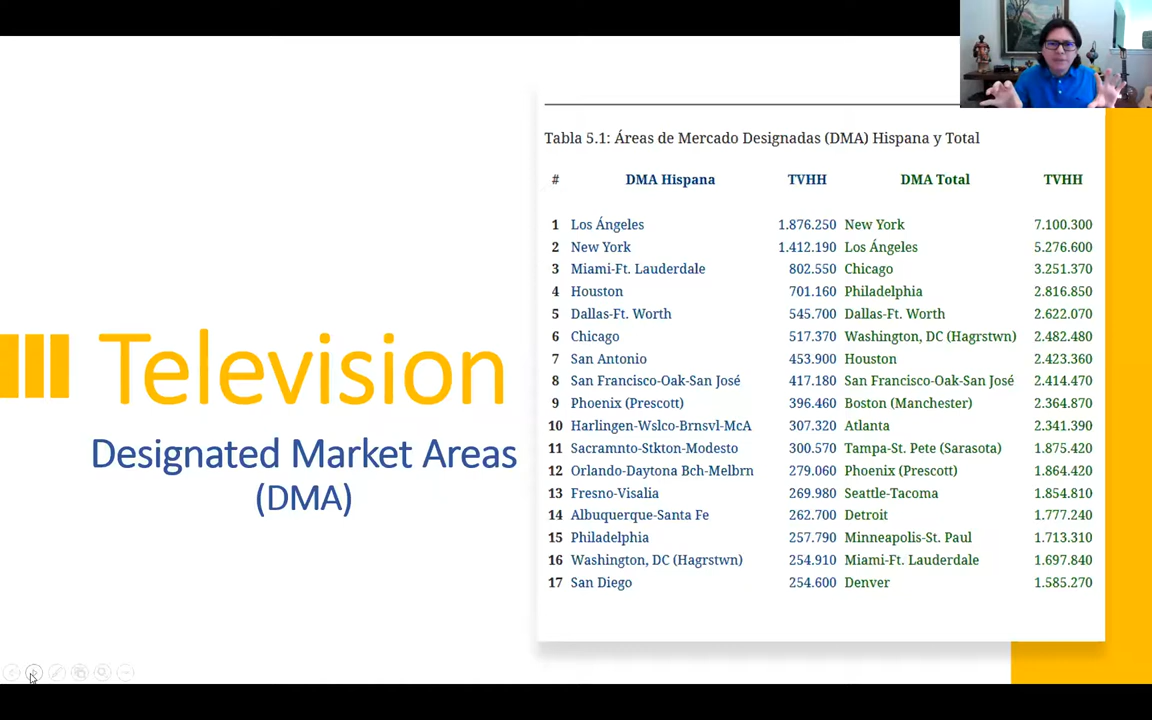 Television
Designated Market Areas
(DMA)
Tabla 5.1: Áreas de Mercado Designadas (DMA) Hispana y Total
# DMA Hispana TVHH DMA Total TVHH
1 Los Ángeles 1.876.250 New York 7.100.300
2 New York 1.412.190 Los Ángeles 5.276.600
3 Miami-Ft. Lauderdale 802.550 Chicago 3.251.370
4 Houston 701.160 Philadelphia 2.816.850
5 Dallas-Ft. Worth 545.700 Dallas-Ft. Worth 2.622.070
6 Chicago 517.370 Washington, DC (Hagrstwn) 2.482.480
7 San Antonio 453.900 Houston 2.423.360
8 San Francisco-Oak-San José 417.180 San Francisco-Oak-San José 2.414.470
9 Phoenix (Prescott) 396.460 Boston (Manchester) 2.364.870
10 Harlingen-Wslco-Brnsvl-McA 307.320 Atlanta 2.341.390
11 Sacramnto-Stkton-Modesto 300.570 Tampa-St. Pete (Sarasota) 1.875.420
12 Orlando-Daytona Bch-Melbrn 279.060 Phoenix (Prescott) 1.864.420
13 Fresno-Visalia 269.980 Seattle-Tacoma 1.854.810
14 Albuquerque-Santa Fe 262.700 Detroit 1.777.240
15 Philadelphia 257.790 Minneapolis-St. Paul 1.713.310
16 Washington, DC (Hagrstwn) 254.910 Miami-Ft. Lauderdale 1.697.840
17 San Diego 254.600 Denver 1.585.270